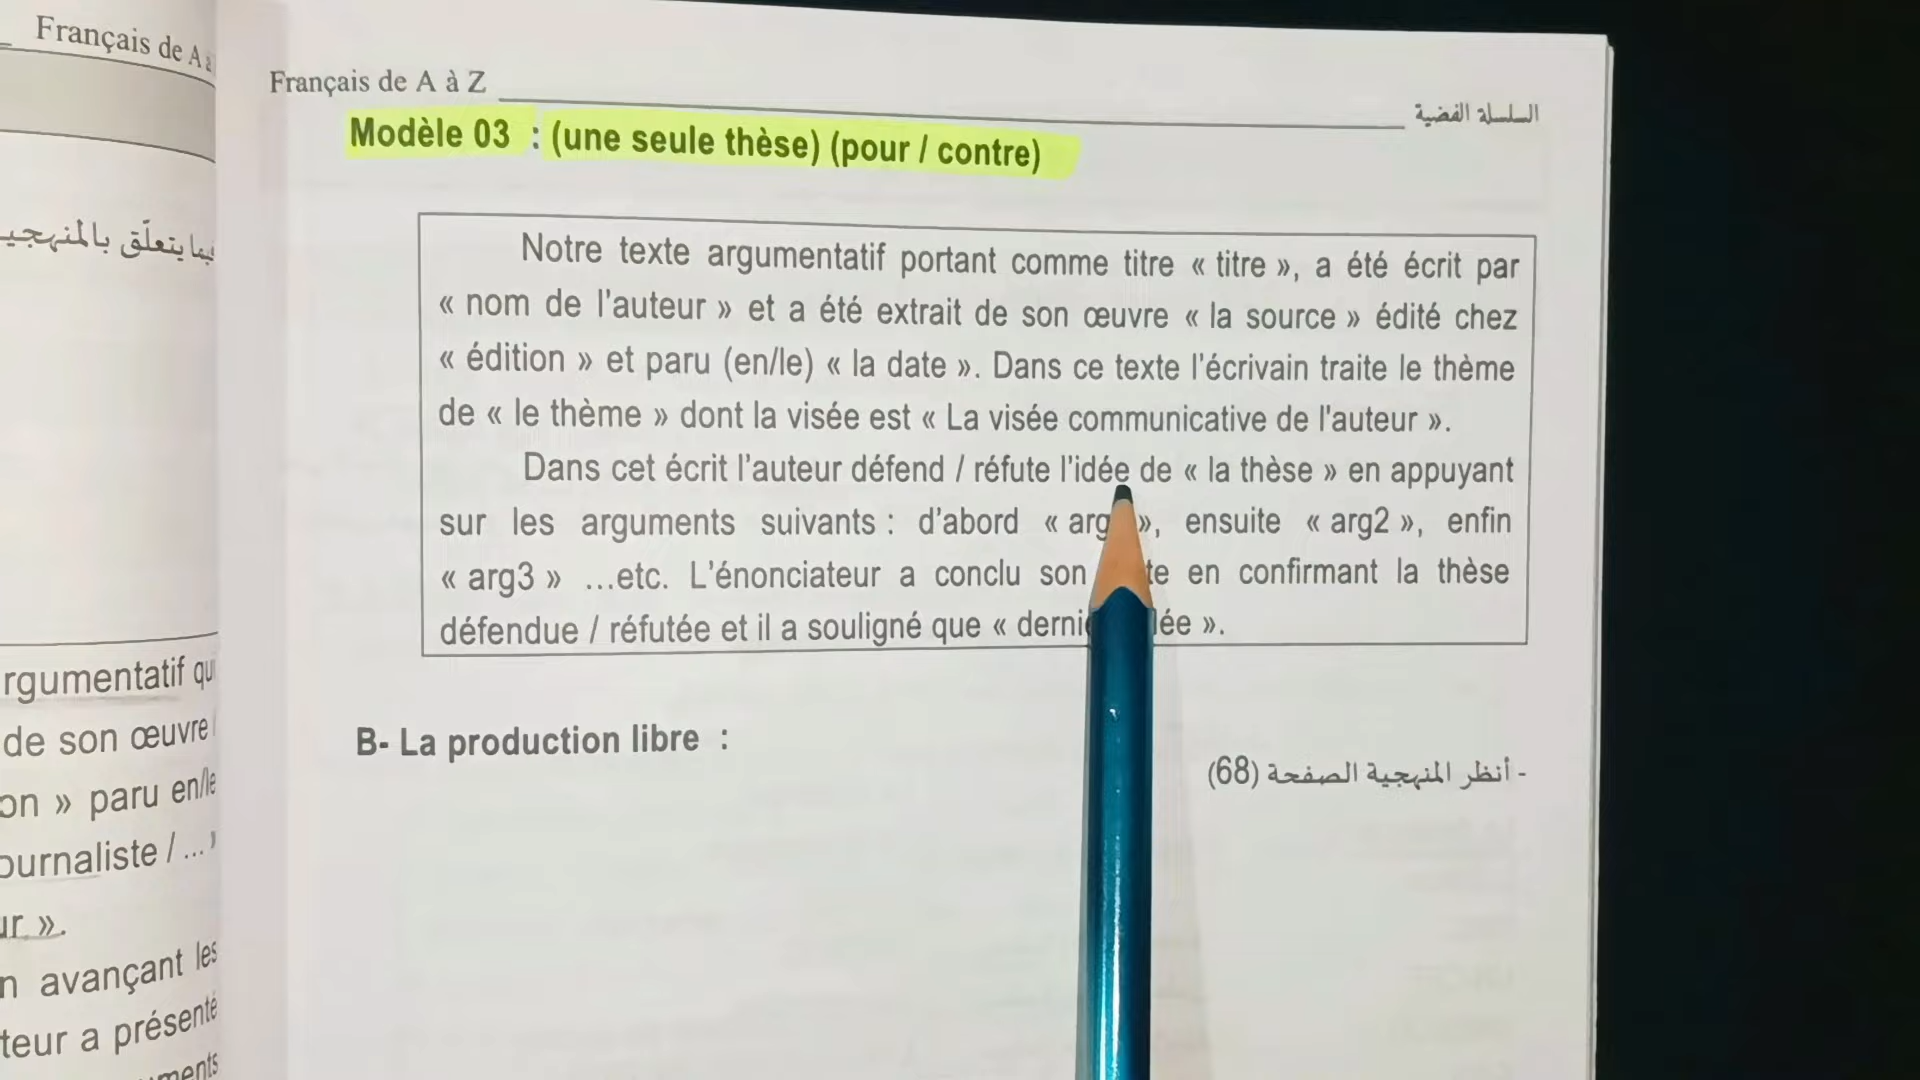 Français de A à
فيما يتعلّق بالمنهجية
rgumentatif qu
de son œuvre
on » paru en/le
ournaliste / ...
ur ».
n avançant les
teur a présenté
ments
Français de A à Z
السلسلة الفضية
Modèle 03 : (une seule thèse) (pour / contre)
Notre texte argumentatif portant comme titre « titre », a été écrit par
« nom de l'auteur » et a été extrait de son œuvre « la source » édité chez
« édition » et paru (en/le) « la date ». Dans ce texte l'écrivain traite le thème
de « le thème » dont la visée est « La visée communicative de l'auteur ».
Dans cet écrit l'auteur défend / réfute l'idée de « la thèse » en appuyant
sur les arguments suivants : d'abord « arg », ensuite « arg2 », enfin
« arg3 » ...etc. L'énonciateur a conclu son te en confirmant la thèse
défendue / réfutée et il a souligné que « derni ée ».
B- La production libre :
- أنظر المنهجية الصفحة (68)